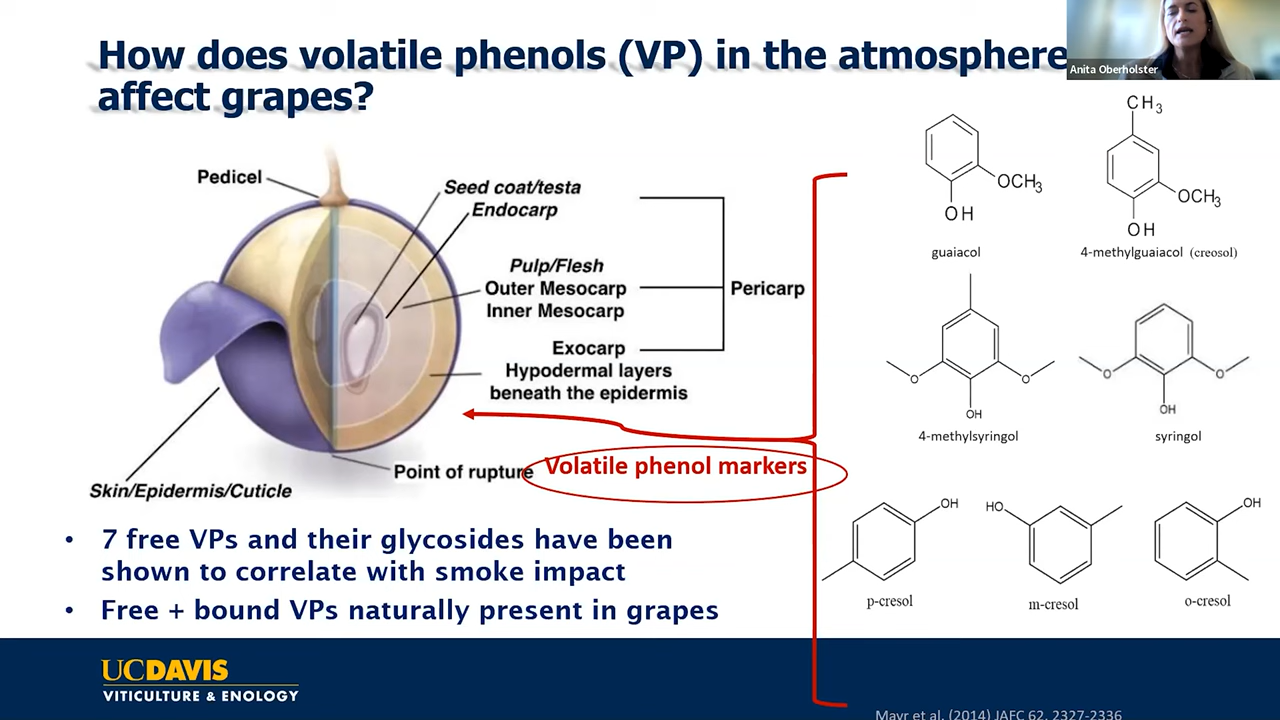 How does volatile phenols (VP) in the atmosphere
affect grapes?
Anita Oberholster
Pedicel
Seed coat/testa
Endocarp
Pulp/Flesh
Outer Mesocarp
Inner Mesocarp
Pericarp
Exocarp
Hypodermal layers
beneath the epidermis
Point of rupture
Skin/Epidermis/Cuticle
Volatile phenol markers
OCH3
OH
guaiacol
CH3
OCH3
OH
4-methylguaiacol (creosol)
O
O
OH
4-methylsyringol
O
O
OH
syringol
OH
p-cresol
HO
m-cresol
OH
o-cresol
• 7 free VPs and their glycosides have been
shown to correlate with smoke impact
• Free + bound VPs naturally present in grapes
UCDAVIS
VITICULTURE & ENOLOGY
Mayr et al. (2014) JAFC 62, 2327-2336